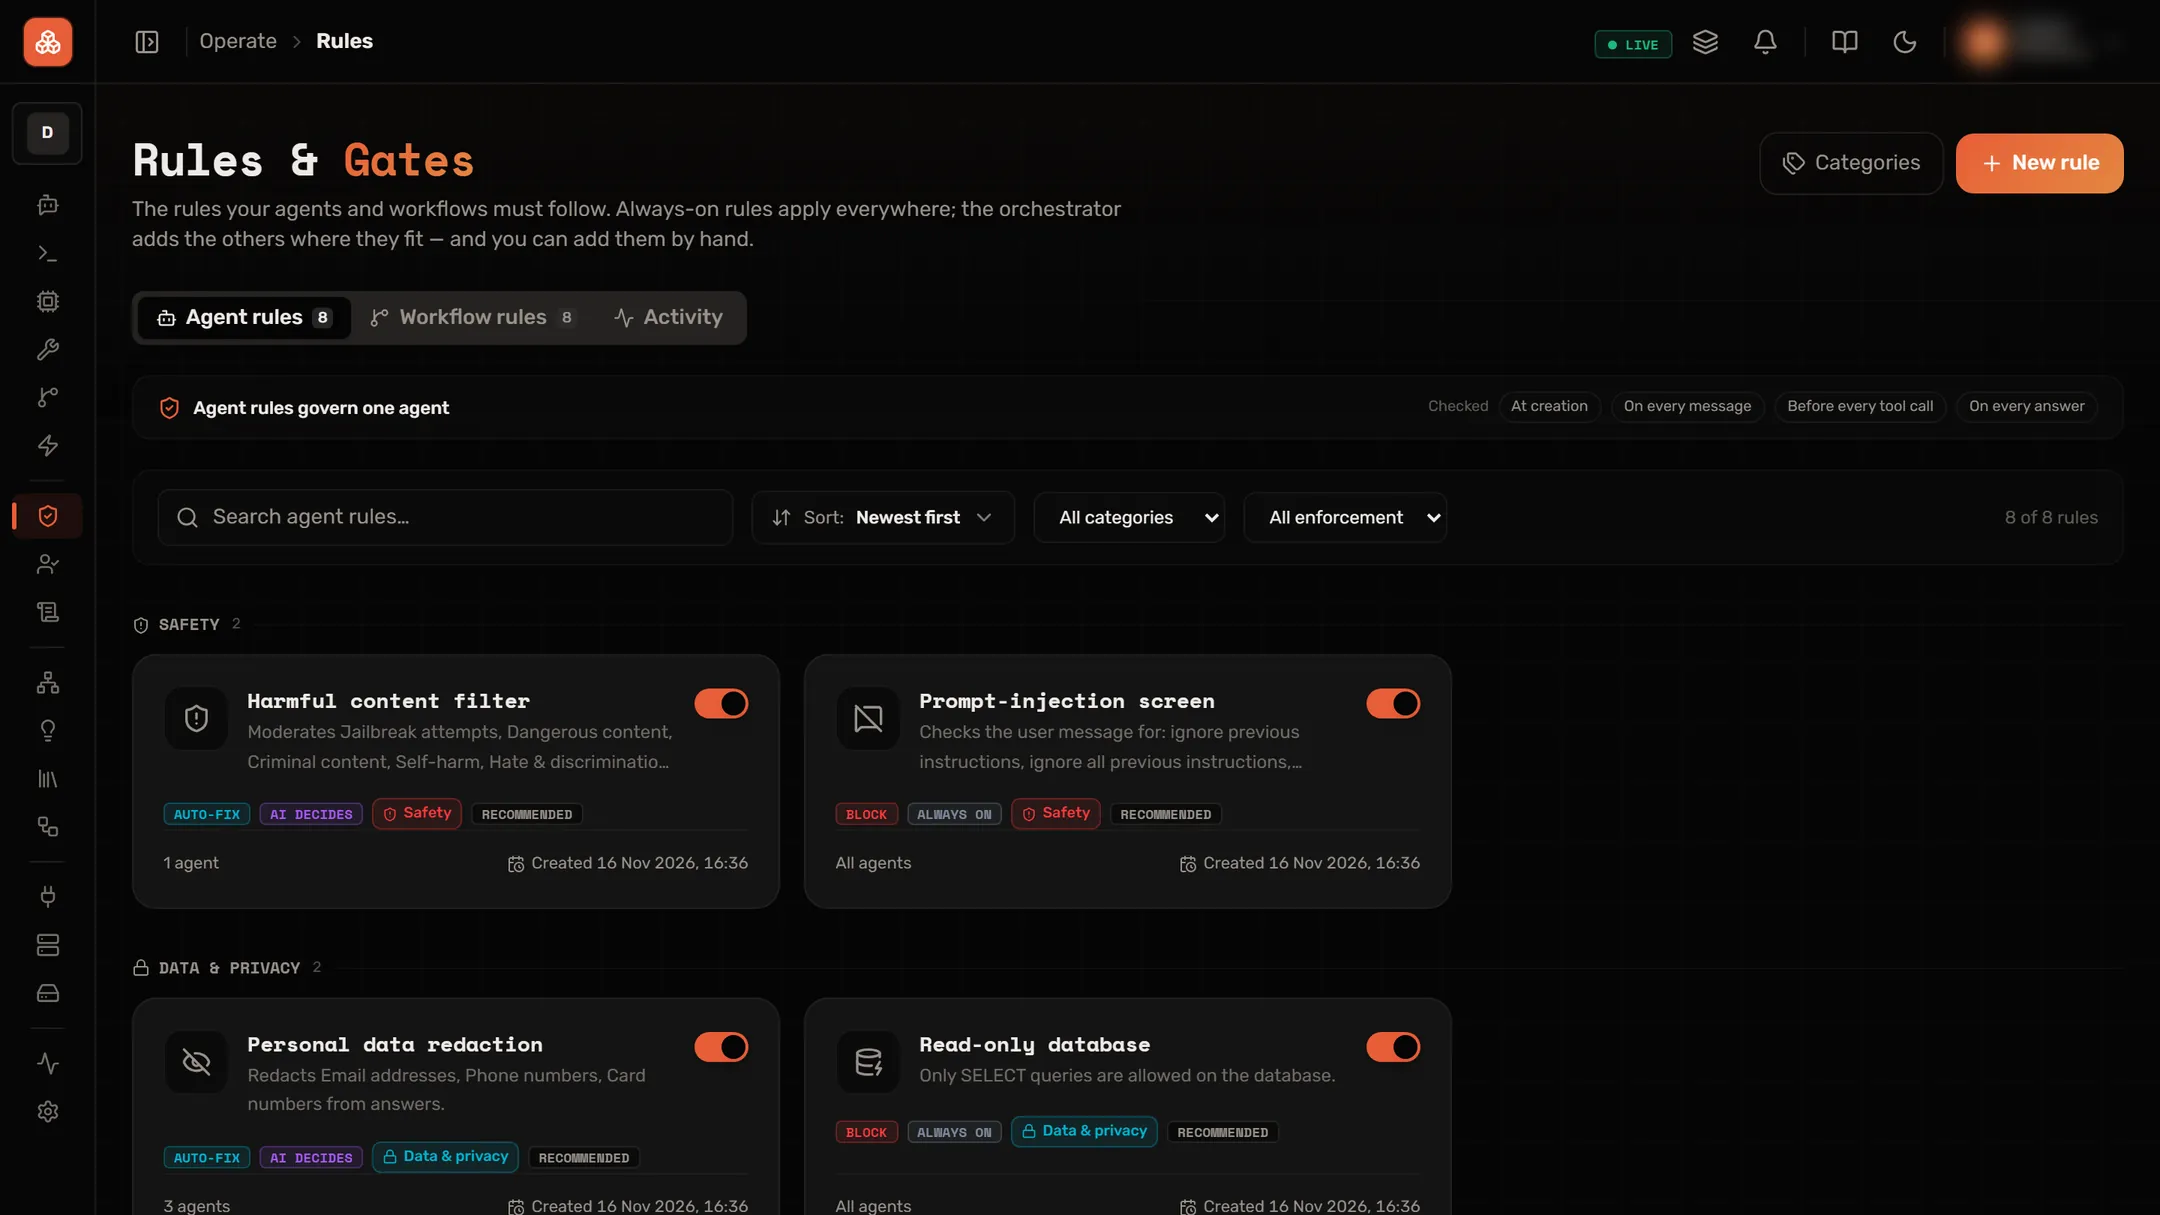 Operate > Rules
LIVE
D
Rules & Gates
Categories
+ New rule
The rules your agents and workflows must follow. Always-on rules apply everywhere; the orchestrator
adds the others where they fit — and you can add them by hand.
Agent rules 8
Workflow rules 8
Activity
Agent rules govern one agent
Checked
At creation
On every message
Before every tool call
On every answer
Search agent rules...
Sort: Newest first
All categories
All enforcement
8 of 8 rules
SAFETY 2
Harmful content filter
Moderates Jailbreak attempts, Dangerous content,
Criminal content, Self-harm, Hate & discriminatio...
AUTO-FIX
AI DECIDES
Safety
RECOMMENDED
1 agent
Created 16 Nov 2026, 16:36
Prompt-injection screen
Checks the user message for: ignore previous
instructions, ignore all previous instructions,...
BLOCK
ALWAYS ON
Safety
RECOMMENDED
All agents
Created 16 Nov 2026, 16:36
DATA & PRIVACY 2
Personal data redaction
Redacts Email addresses, Phone numbers, Card
numbers from answers.
AUTO-FIX
AI DECIDES
Data & privacy
RECOMMENDED
3 agents
Created 16 Nov 2026, 16:36
Read-only database
Only SELECT queries are allowed on the database.
BLOCK
ALWAYS ON
Data & privacy
RECOMMENDED
All agents
Created 16 Nov 2026, 16:36